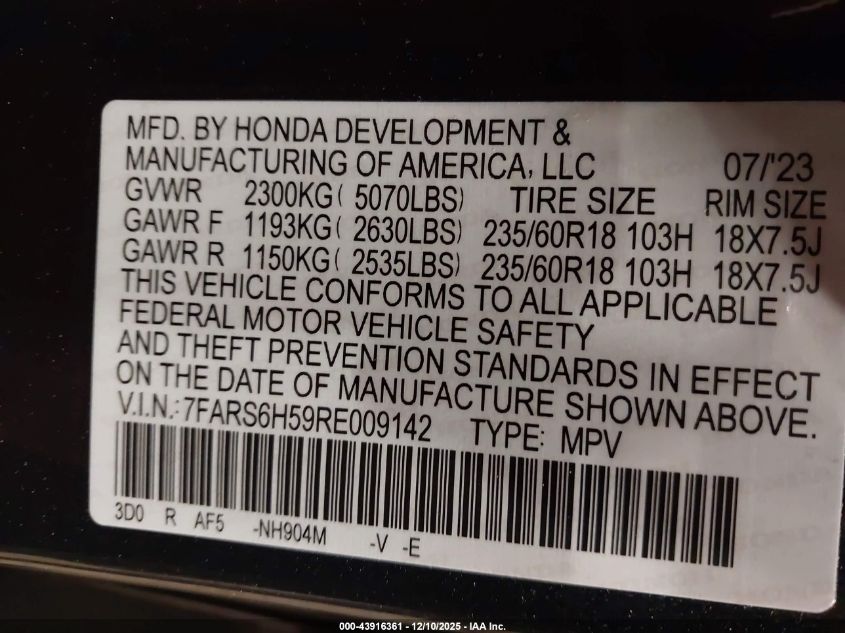 MFD. BY HONDA DEVELOPMENT &
MANUFACTURING OF AMERICA, LLC 07/'23
GVWR 2300KG( 5070LBS) TIRE SIZE RIM SIZE
GAWR F 1193KG( 2630LBS) 235/60R18 103H 18X7.5J
GAWR R 1150KG( 2535LBS) 235/60R18 103H 18X7.5J
THIS VEHICLE CONFORMS TO ALL APPLICABLE
FEDERAL MOTOR VEHICLE SAFETY
AND THEFT PREVENTION STANDARDS IN EFFECT
ON THE DATE OF MANUFACTURE SHOWN ABOVE.
V.I.N.: 7FARS6H59RE009142 TYPE: MPV
3D0 R AF5 -NH904M -V -E
000-43916361 - 12/10/2025 - IAA Inc.